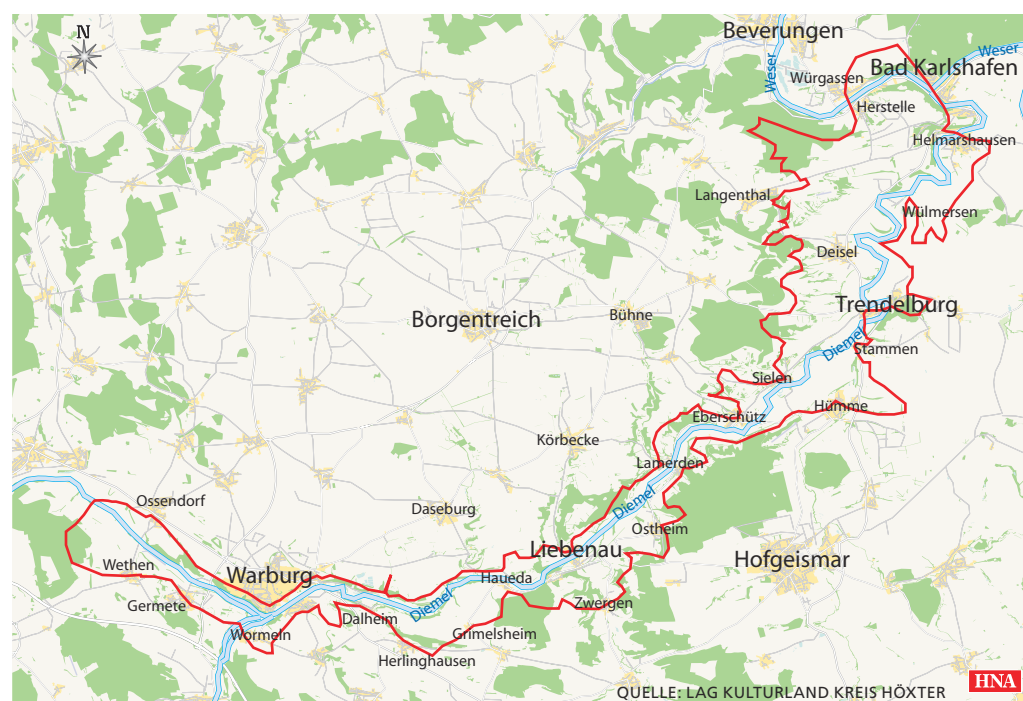 N
Beverungen
Weser
Weser
Bad Karlshafen
Würgassen
Herstelle
Helmarshausen
Langenthal
Wülmersen
Deisel
Trendelburg
Borgentreich
Bühne
Diemel
Stammen
Sielen
Hümme
Eberschütz
Körbecke
Lamerden
Diemel
Ossendorf
Daseburg
Ostheim
Liebenau
Hofgeismar
Wethen
Warburg
Haueda
Germete
Diemel
Zwergen
Dalheim
Wormeln
Grimelsheim
Herlinghausen
QUELLE: LAG KULTURLAND KREIS HÖXTER
HNA